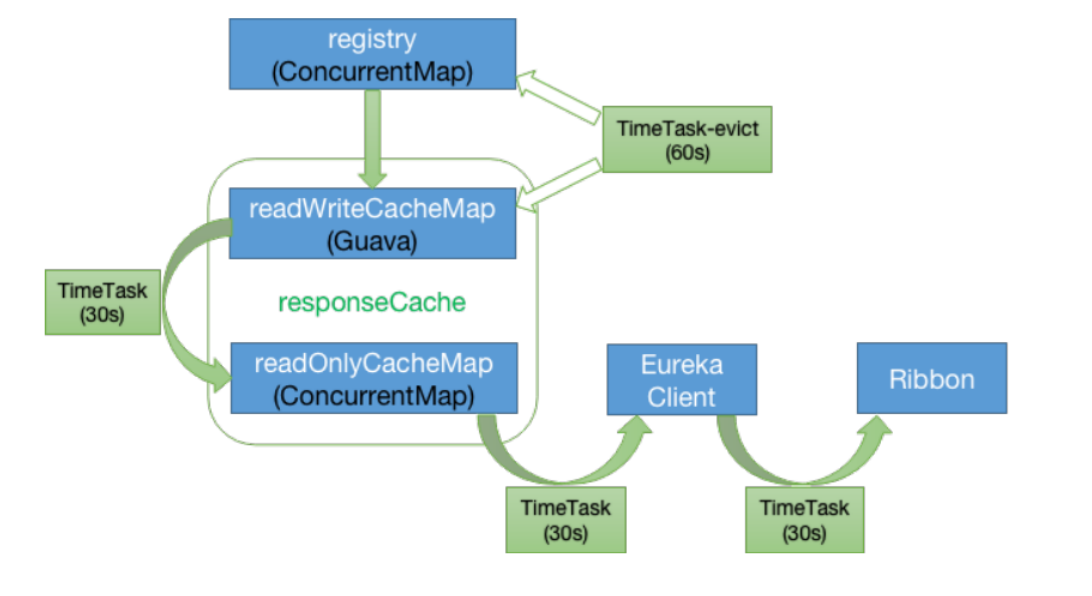 registry
(ConcurrentMap)
TimeTask-evict
(60s)
readWriteCacheMap
(Guava)
TimeTask
(30s)
responseCache
readOnlyCacheMap
(ConcurrentMap)
Eureka
Client
Ribbon
TimeTask
(30s)
TimeTask
(30s)